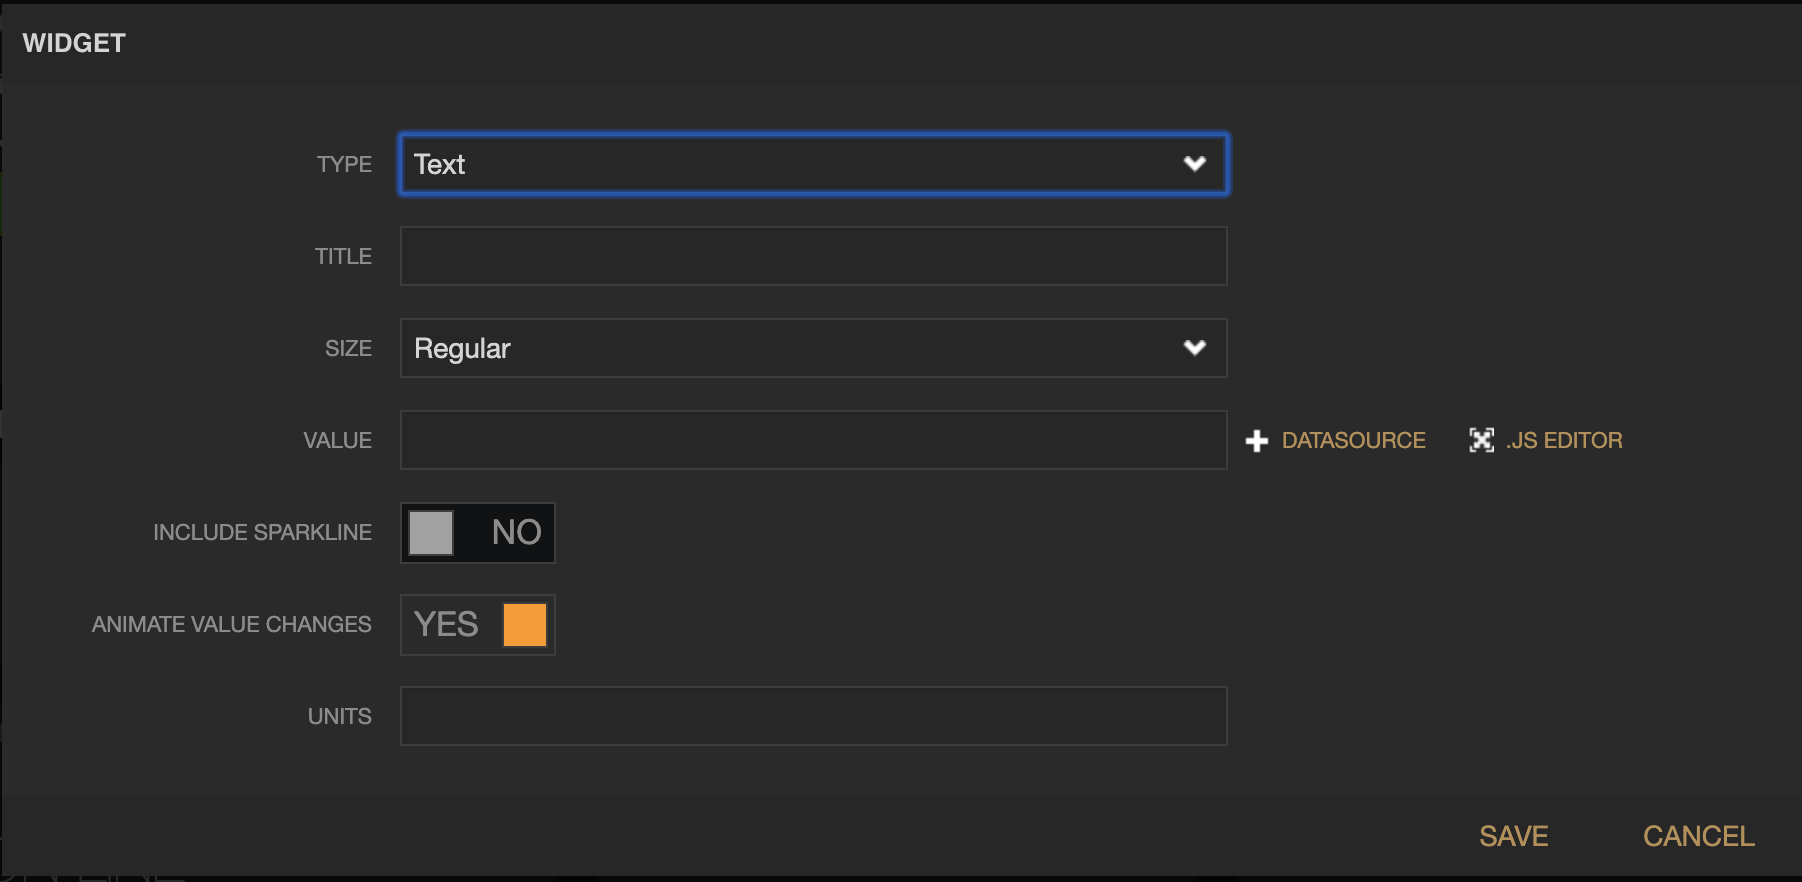 WIDGET
TYPE Text
TITLE
SIZE Regular
VALUE DATASOURCE .JS EDITOR
INCLUDE SPARKLINE NO
ANIMATE VALUE CHANGES YES
UNITS
SAVE CANCEL